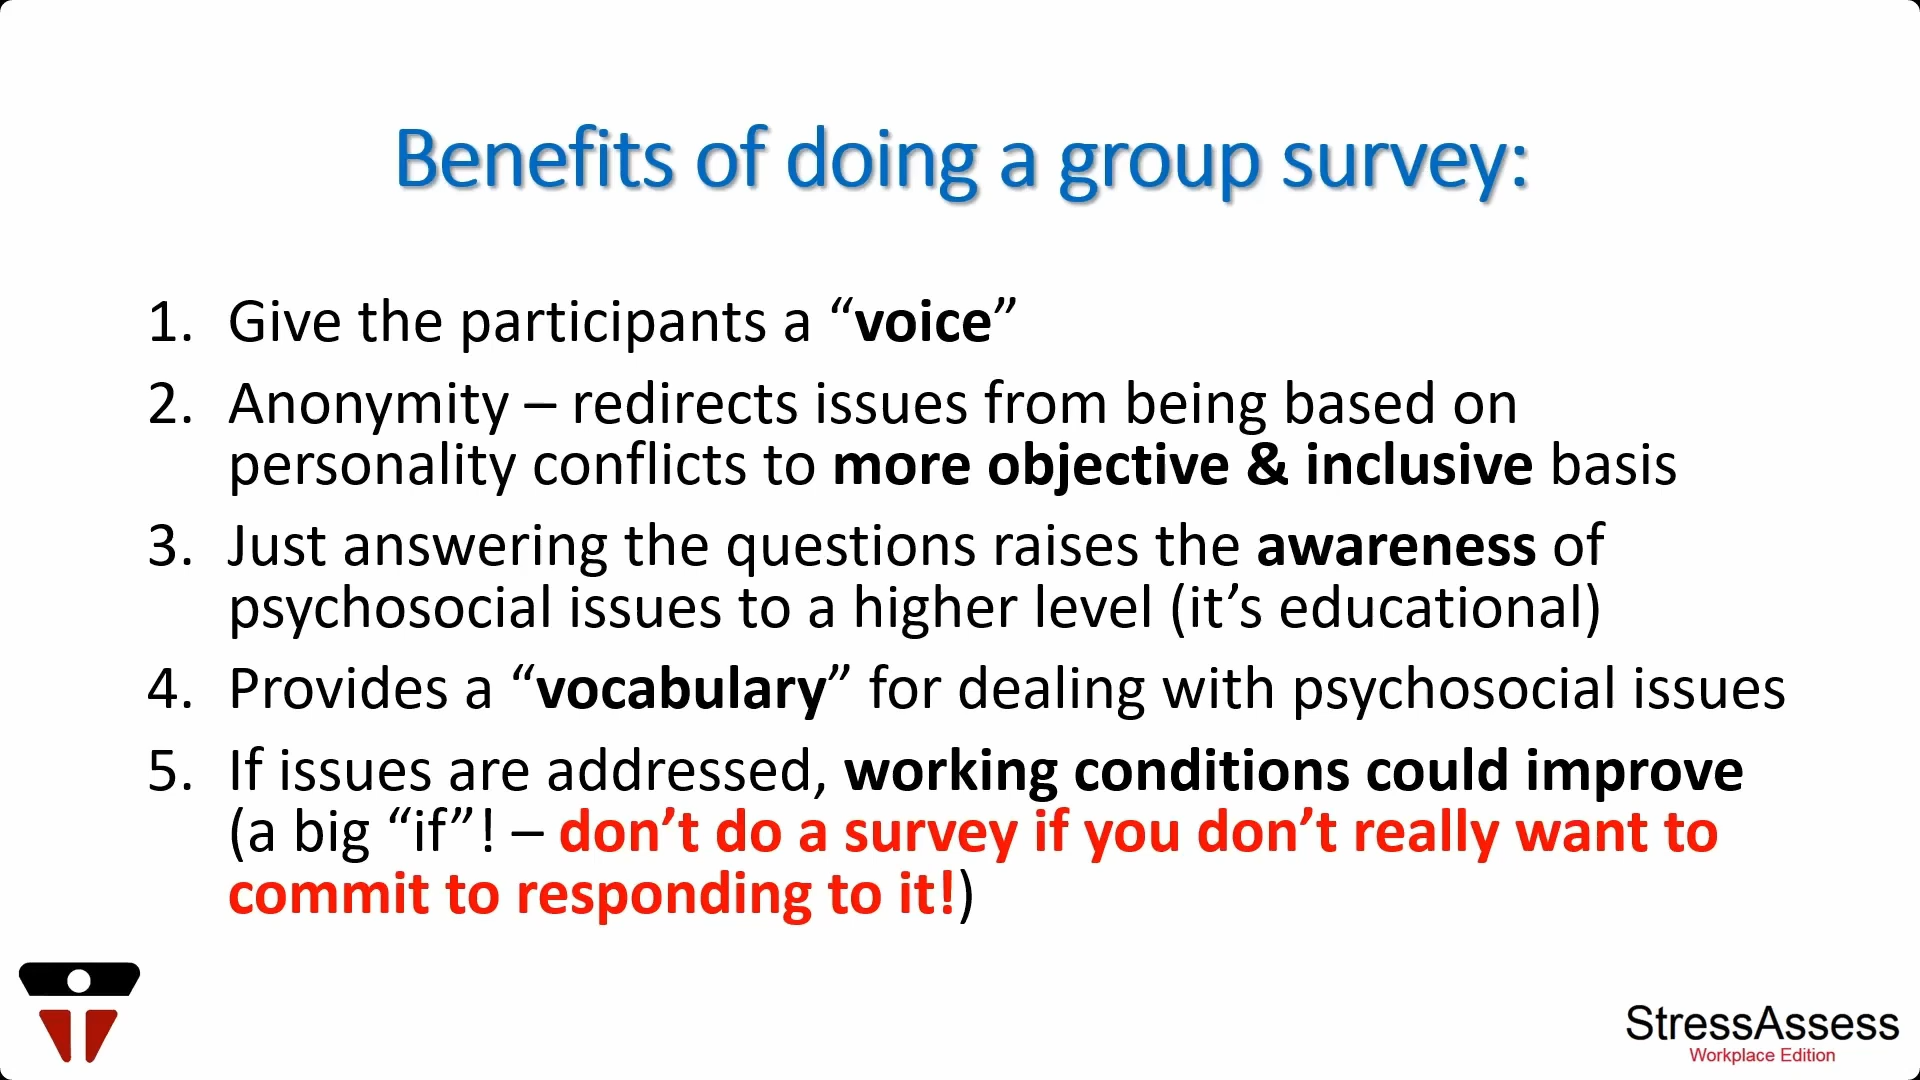 Benefits of doing a group survey:
1. Give the participants a “voice”
2. Anonymity – redirects issues from being based on
personality conflicts to more objective & inclusive basis
3. Just answering the questions raises the awareness of
psychosocial issues to a higher level (it’s educational)
4. Provides a “vocabulary” for dealing with psychosocial issues
5. If issues are addressed, working conditions could improve
(a big “if”! – don’t do a survey if you don’t really want to
commit to responding to it!)
StressAssess
Workplace Edition